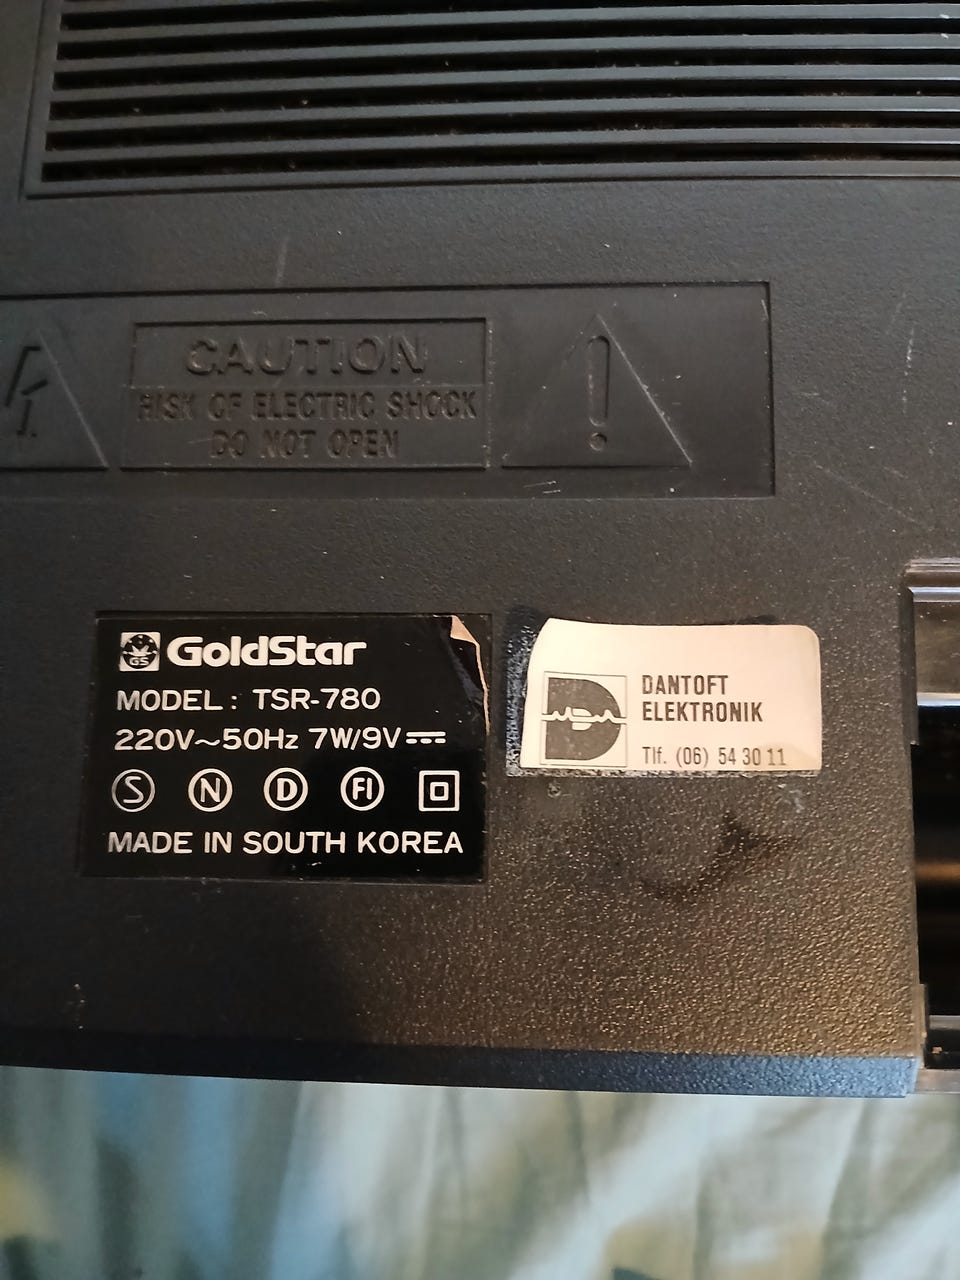 CAUTION
RISK OF ELECTRIC SHOCK
DO NOT OPEN
GS GoldStar
MODEL: TSR-780
220V~50Hz 7W/9V⎓
S N D FI
MADE IN SOUTH KOREA
DANTOFT
ELEKTRONIK
Tlf. (06) 54 30 11